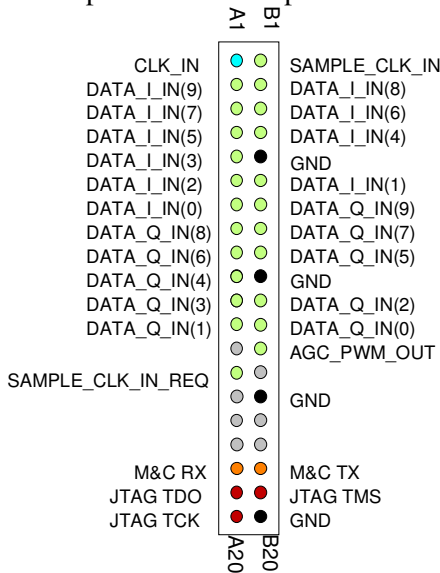 A1 B1
CLK_IN SAMPLE_CLK_IN
DATA_I_IN(9) DATA_I_IN(8)
DATA_I_IN(7) DATA_I_IN(6)
DATA_I_IN(5) DATA_I_IN(4)
DATA_I_IN(3) GND
DATA_I_IN(2) DATA_I_IN(1)
DATA_I_IN(0) DATA_Q_IN(9)
DATA_Q_IN(8) DATA_Q_IN(7)
DATA_Q_IN(6) DATA_Q_IN(5)
DATA_Q_IN(4) GND
DATA_Q_IN(3) DATA_Q_IN(2)
DATA_Q_IN(1) DATA_Q_IN(0)
AGC_PWM_OUT
SAMPLE_CLK_IN_REQ
GND
M&C RX M&C TX
JTAG TDO JTAG TMS
JTAG TCK GND
A20 B20